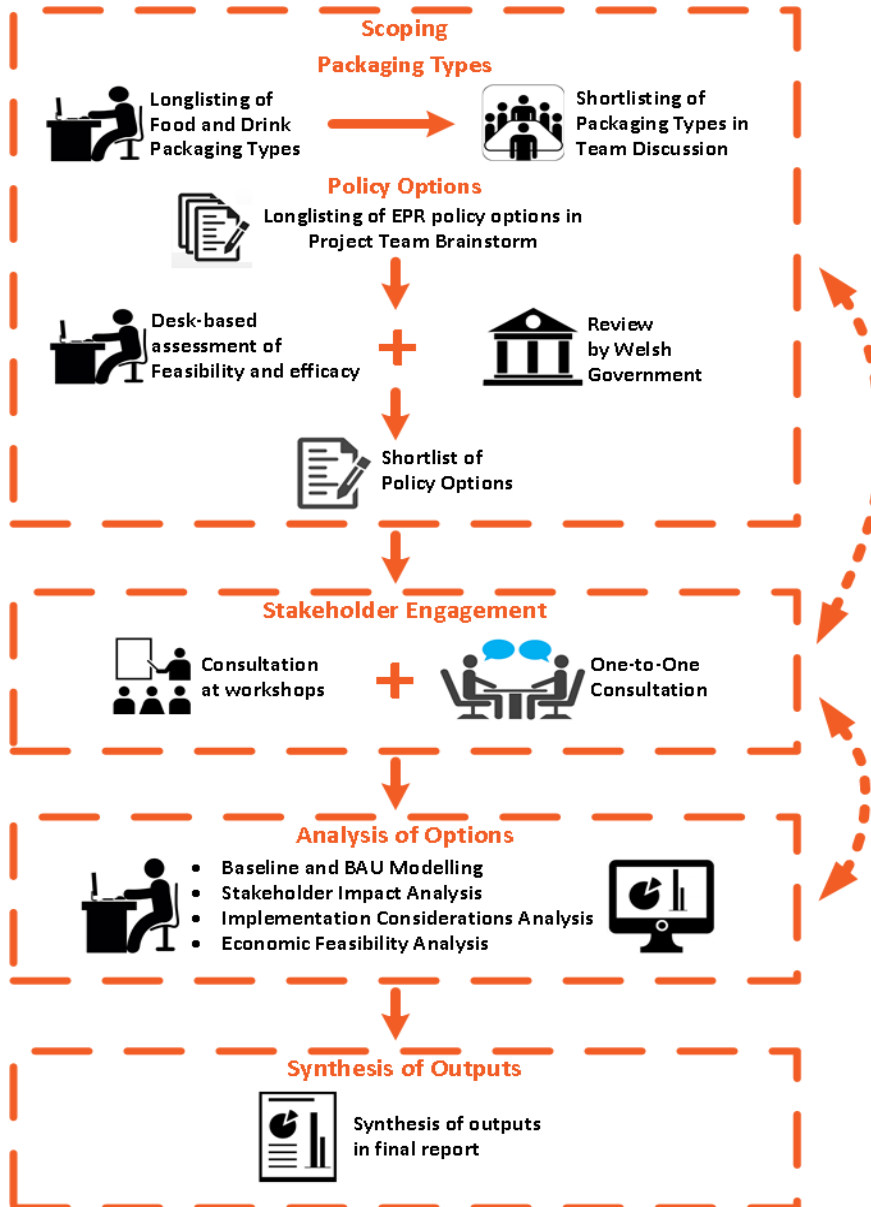 Scoping
Packaging Types
Longlisting of
Food and Drink
Packaging Types
Shortlisting of
Packaging Types in
Team Discussion
Policy Options
Longlisting of EPR policy options in
Project Team Brainstorm
Desk-based
assessment of
Feasibility and efficacy
Review
by Welsh
Government
Shortlist of
Policy Options
Stakeholder Engagement
Consultation
at workshops
One-to-One
Consultation
Analysis of Options
• Baseline and BAU Modelling
• Stakeholder Impact Analysis
• Implementation Considerations Analysis
• Economic Feasibility Analysis
Synthesis of Outputs
Synthesis of outputs
in final report